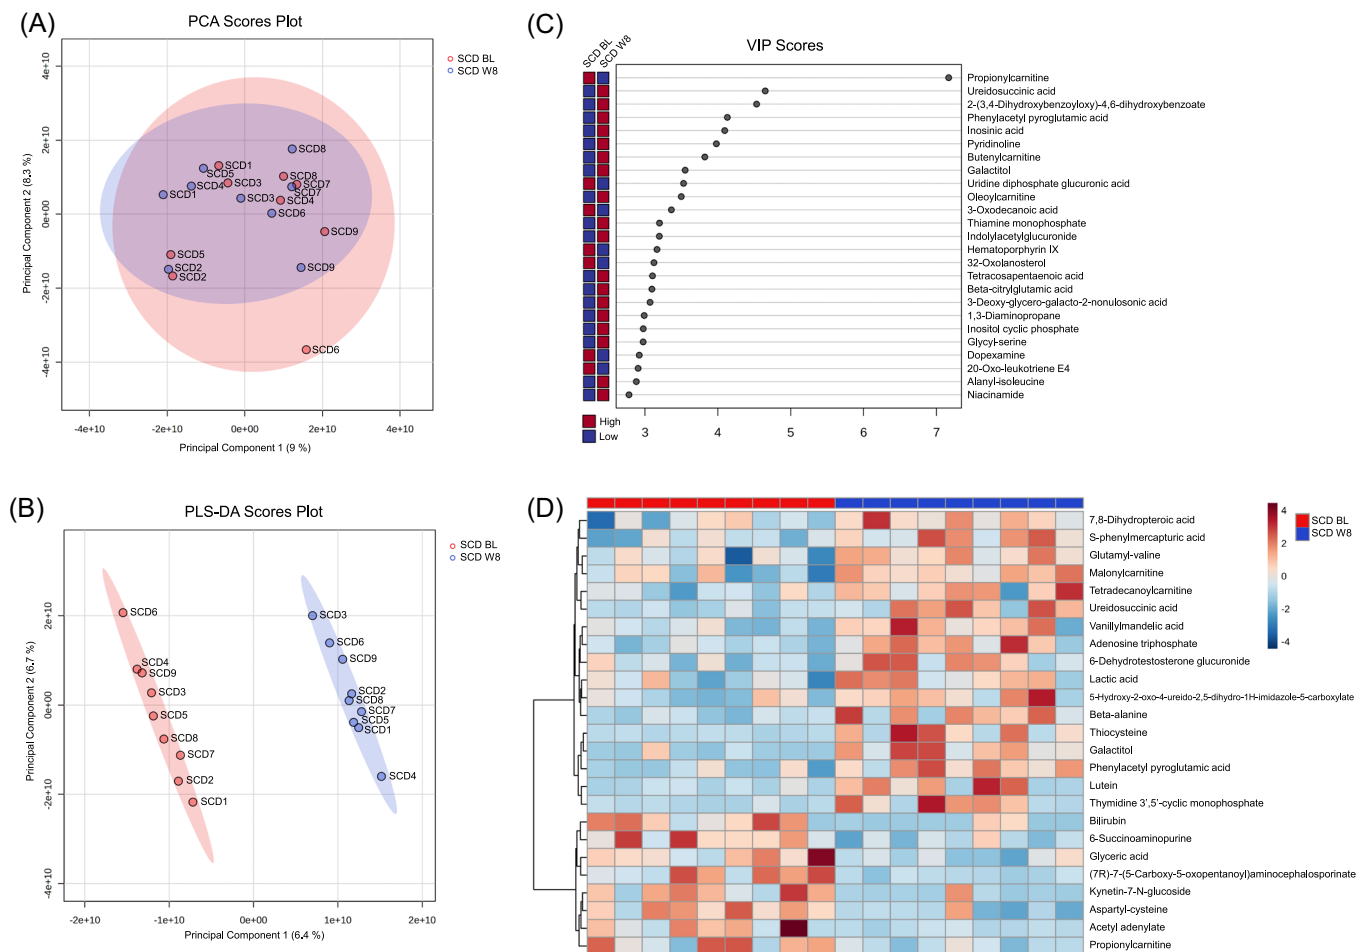 (A)
PCA Scores Plot
SCD BL
SCD W8
4e+10
2e+10
0e+00
-2e+10
-4e+10
Principal Component 2 (8.3 %)
SCD8
SCD1
SCD5
SCD8
SCD4
SCD3
SCD7
SCD7
SCD1
SCD3
SCD4
SCD6
SCD9
SCD5
SCD2
SCD2
SCD9
SCD6
-4e+10
-2e+10
0e+00
2e+10
4e+10
Principal Component 1 (9 %)
(B)
PLS-DA Scores Plot
SCD BL
SCD W8
2e+10
0e+00
-2e+10
-4e+10
Principal Component 2 (6.7 %)
SCD6
SCD4
SCD9
SCD3
SCD5
SCD8
SCD7
SCD2
SCD1
SCD3
SCD6
SCD9
SCD2
SCD8
SCD7
SCD5
SCD1
SCD4
-2e+10
-1e+10
0e+00
1e+10
2e+10
Principal Component 1 (6.4 %)
(C)
VIP Scores
SCD BL
SCD W8
Propionylcarnitine
Ureidosuccinic acid
2-(3,4-Dihydroxybenzoyloxy)-4,6-dihydroxybenzoate
Phenylacetyl pyroglutamic acid
Inosinic acid
Pyridinoline
Butenylcarnitine
Galactitol
Uridine diphosphate glucuronic acid
Oleoylcarnitine
3-Oxodecanoic acid
Thiamine monophosphate
Indolylacetylglucuronide
Hematoporphyrin IX
32-Oxolanosterol
Tetracosapentaenoic acid
Beta-citrylglutamic acid
3-Deoxy-glycero-galacto-2-nonulosonic acid
1,3-Diaminopropane
Inositol cyclic phosphate
Glycyl-serine
Dopexamine
20-Oxo-leukotriene E4
Alanyl-isoleucine
Niacinamide
High
Low
3
4
5
6
7
(D)
7,8-Dihydropteroic acid
S-phenylmercapturic acid
Glutamyl-valine
Malonylcarnitine
Tetradecanoylcarnitine
Ureidosuccinic acid
Vanillylmandelic acid
Adenosine triphosphate
6-Dehydrotestosterone glucuronide
Lactic acid
5-Hydroxy-2-oxo-4-ureido-2,5-dihydro-1H-imidazole-5-carboxylate
Beta-alanine
Thiocysteine
Galactitol
Phenylacetyl pyroglutamic acid
Lutein
Thymidine 3',5'-cyclic monophosphate
Bilirubin
6-Succinoaminopurine
Glyceric acid
(7R)-7-(5-Carboxy-5-oxopentanoyl)aminocephalosporinate
Kynetin-7-N-glucoside
Aspartyl-cysteine
Acetyl adenylate
Propionylcarnitine
4
2
0
-2
-4
SCD BL
SCD W8